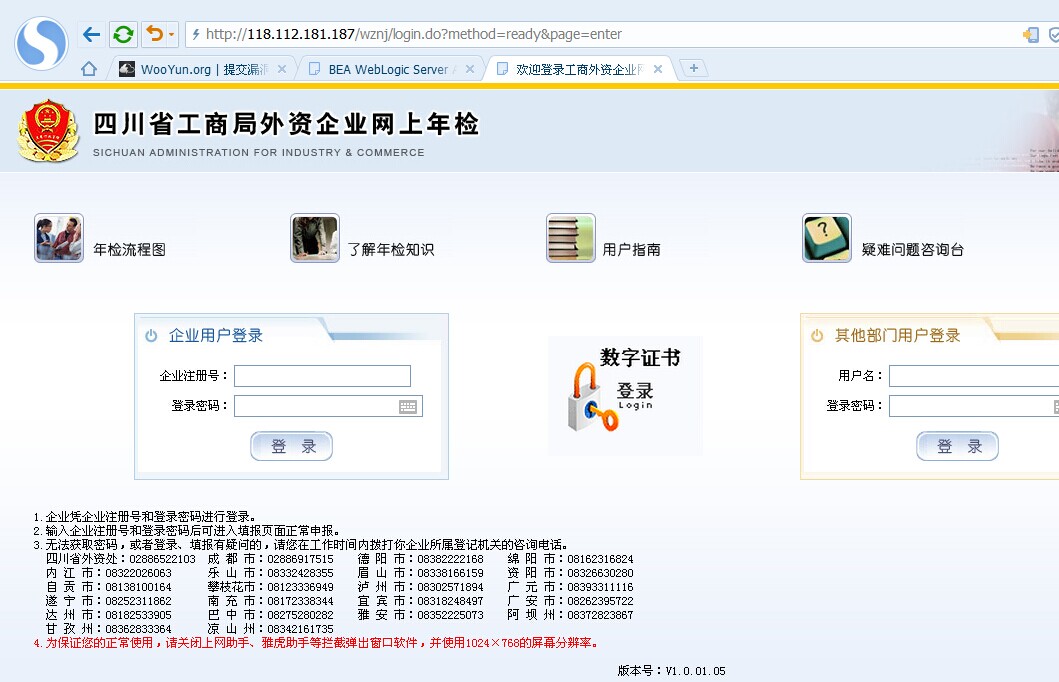 http://118.112.181.187/wznj/login.do?method=ready&page=enter
WooYun.org | 提交漏
BEA WebLogic Server
欢迎登录工商外资企业
四川省工商局外资企业网上年检
SICHUAN ADMINISTRATION FOR INDUSTRY & COMMERCE
年检流程图 了解年检知识 用户指南 疑难问题咨询台
企业用户登录
企业注册号：
登录密码：
登 录
数字证书
登录
Login
其他部门用户登录
用户名：
登录密码：
登 录
1.企业凭企业注册号和登录密码进行登录。
2.输入企业注册号和登录密码后可进入填报页面正常申报。
3.无法获取密码，或者登录、填报有疑问的，请您在工作时间内拨打你企业所属登记机关的咨询电话。
四川省外资处：02886522103 成 都 市：02886917515 德 阳 市：08382222168 绵 阳 市：08162316824
内 江 市：08322026063 乐 山 市：08332428355 眉 山 市：08338166159 资 阳 市：08326630280
自 贡 市：08138100164 攀枝花市：08123336949 泸 州 市：08302571894 广 元 市：08393311116
遂 宁 市：08252311862 南 充 市：08172338344 宜 宾 市：08318248497 广 安 市：08262395722
达 州 市：08182533905 巴 中 市：08275280282 雅 安 市：08352225073 阿 坝 州：08372823867
甘 孜 州：08362833364 凉 山 州：08342161735
4.为保证您的正常使用，请关闭上网助手、雅虎助手等拦截弹出窗口软件，并使用1024×768的屏幕分辨率。
版本号：V1.0.01.05